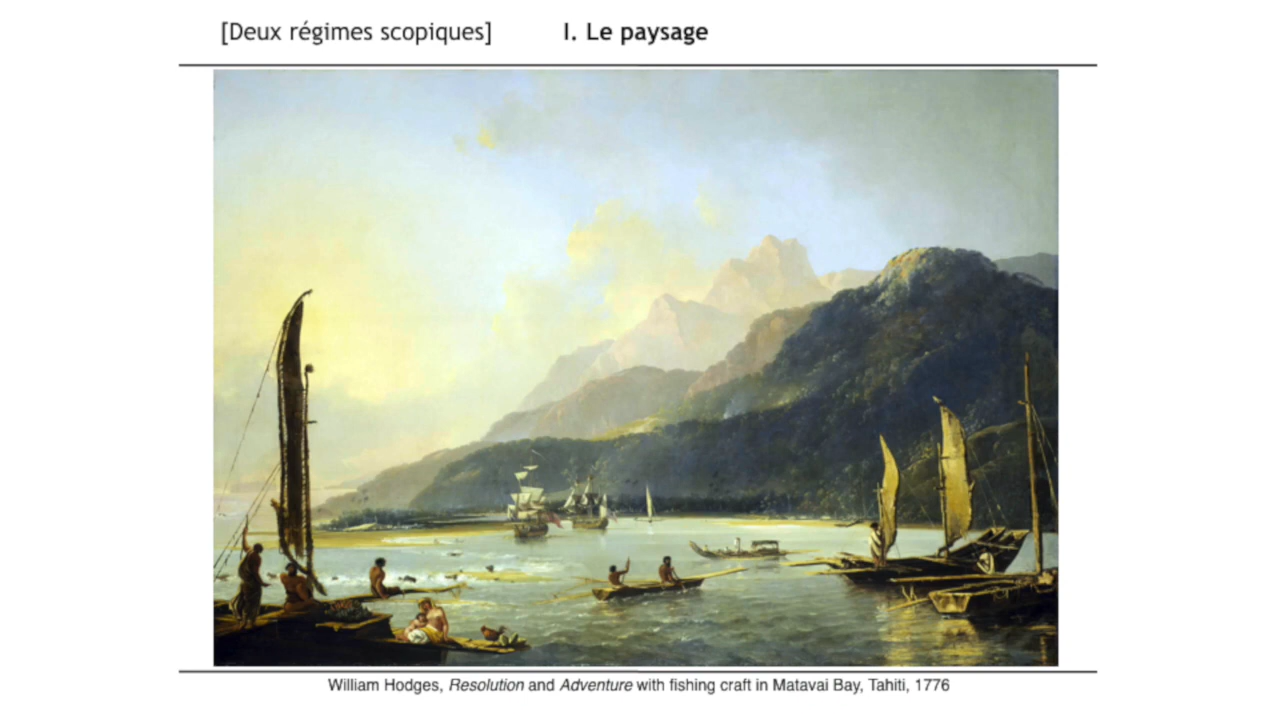 [Deux régimes scopiques] I. Le paysage
William Hodges, Resolution and Adventure with fishing craft in Matavai Bay, Tahiti, 1776